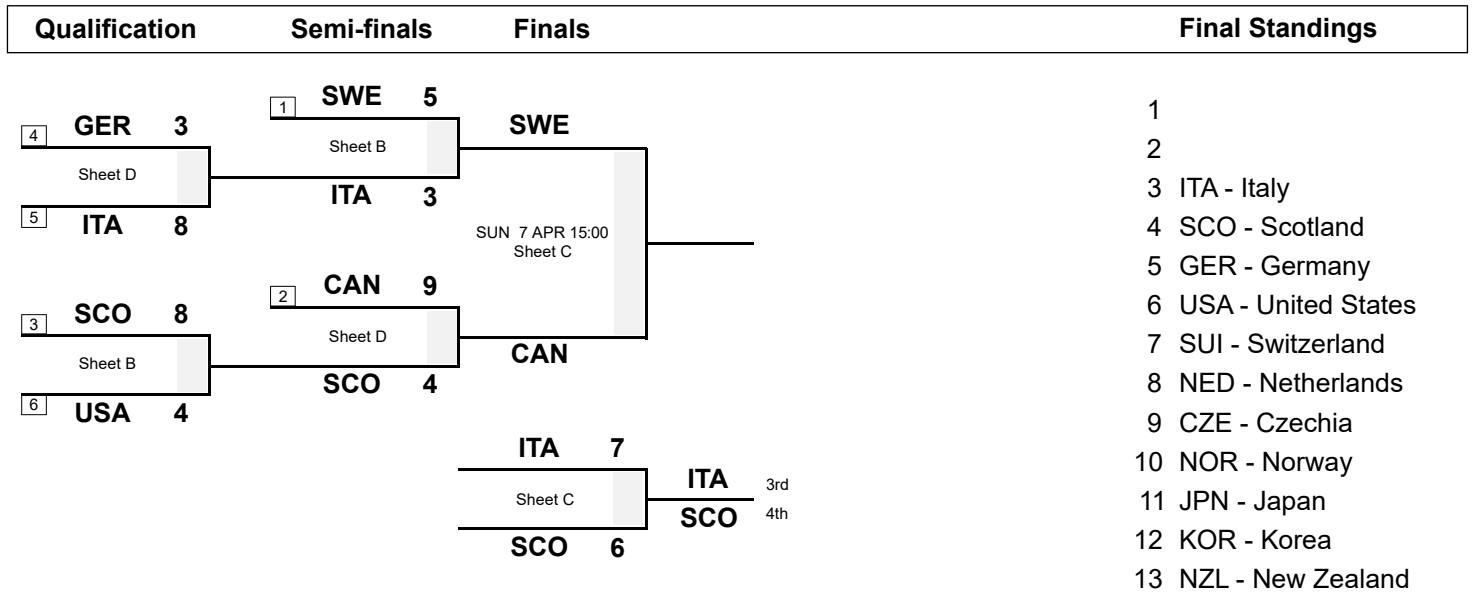 Qualification Semi-finals Finals Final Standings
1 SWE 5
Sheet B
ITA 3
4 GER 3
Sheet D
5 ITA 8
SWE
SUN 7 APR 15:00
Sheet C
CAN
2 CAN 9
Sheet D
SCO 4
3 SCO 8
Sheet B
6 USA 4
ITA 7
Sheet C
SCO 6
ITA 3rd
SCO 4th
1
2
3 ITA - Italy
4 SCO - Scotland
5 GER - Germany
6 USA - United States
7 SUI - Switzerland
8 NED - Netherlands
9 CZE - Czechia
10 NOR - Norway
11 JPN - Japan
12 KOR - Korea
13 NZL - New Zealand